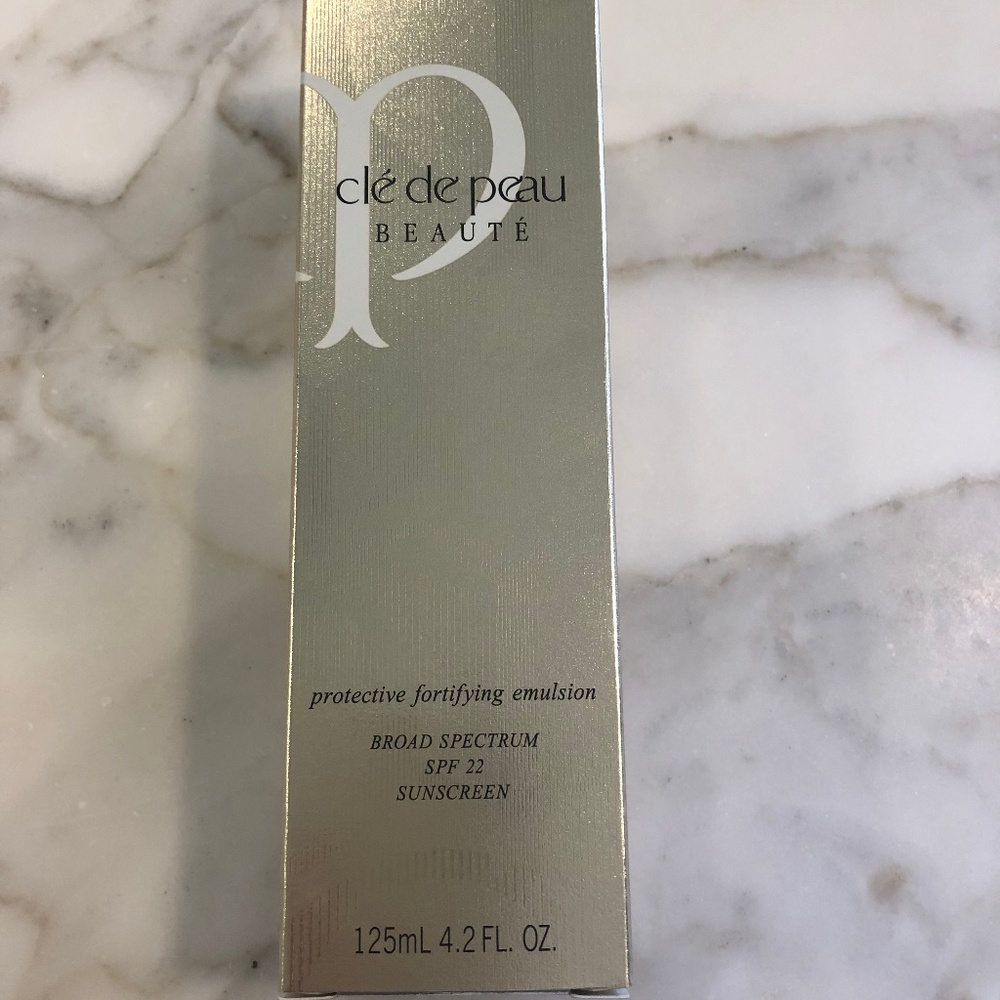 clé de peau
BEAUTÉ
protective fortifying emulsion
BROAD SPECTRUM
SPF 22
SUNSCREEN
125mL 4.2 FL. OZ.